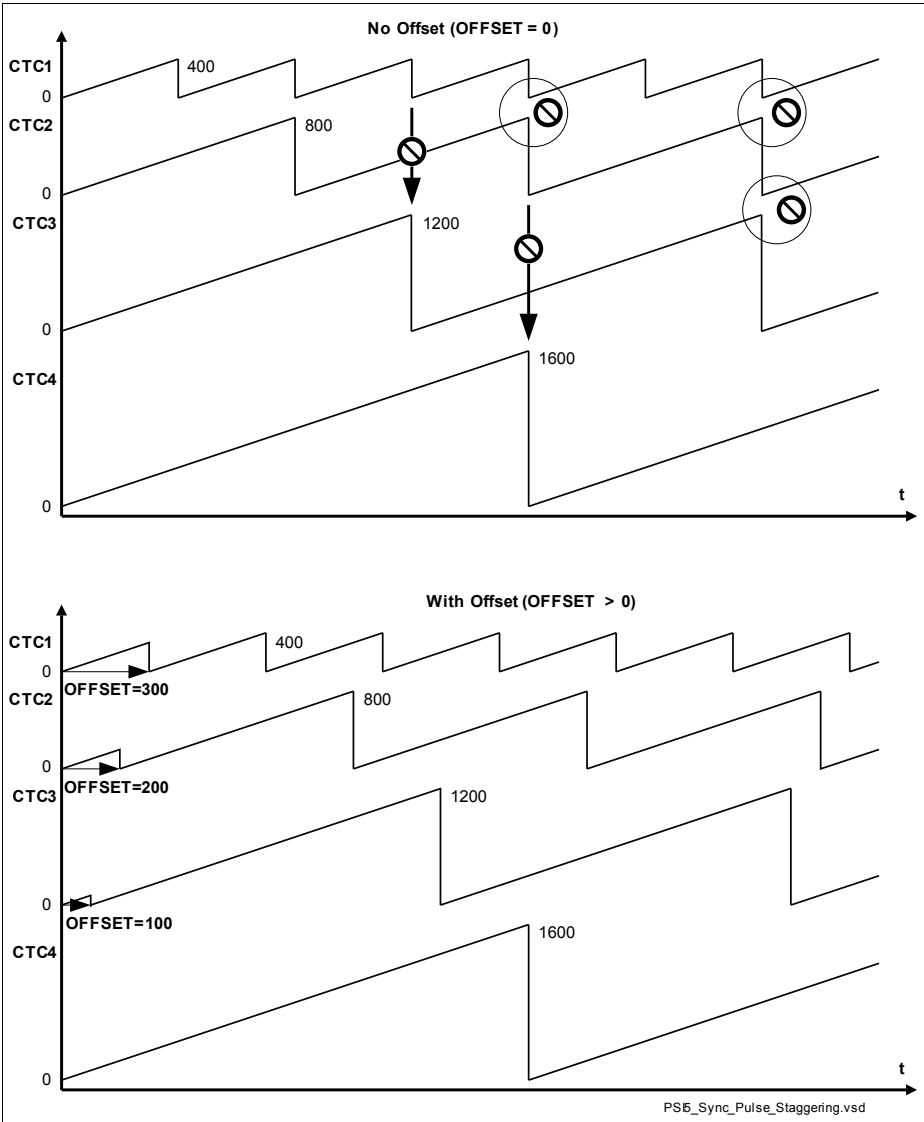 No Offset (OFFSET = 0)
CTC1
400
0
CTC2
800
0
CTC3
1200
0
CTC4
1600
0
t
With Offset (OFFSET > 0)
CTC1
400
0
OFFSET=300
CTC2
800
0
OFFSET=200
CTC3
1200
0
OFFSET=100
CTC4
1600
0
t
PSI5_Sync_Pulse_Staggering.vsd